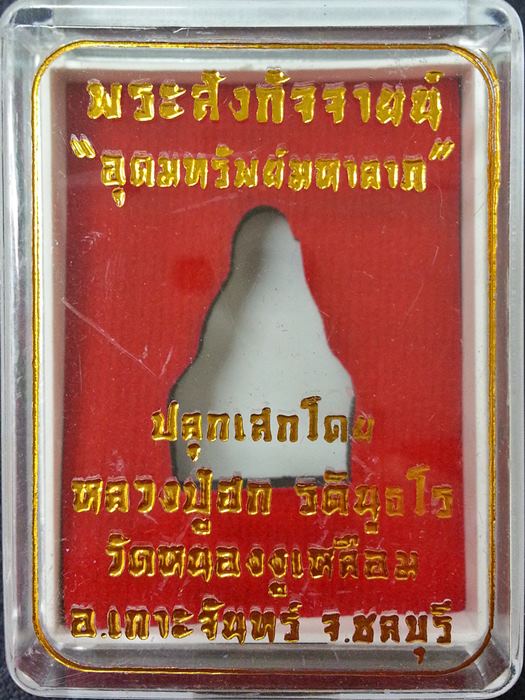 พระสังกัจจายน์
"อุดมทรัพย์มหาลาภ"
ปลุกเสกโดย
หลวงปู่ฮก รตินฺธโร
วัดหนองงูเหลือม
อ.เกาะจันทร์ จ.ชลบุรี